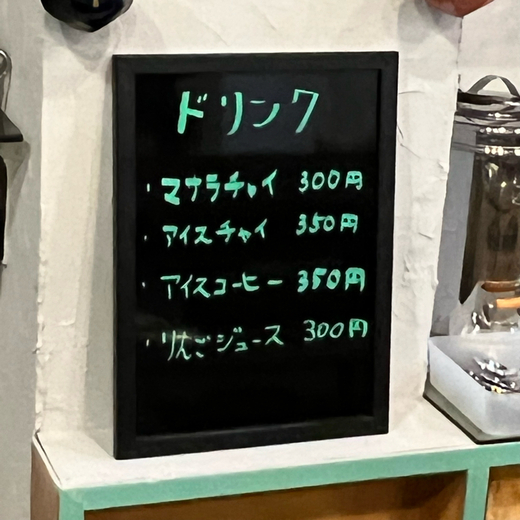 ドリンク
・マサラチャイ 300円
・アイスチャイ 350円
・アイスコーヒー 350円
・りんごジュース 300円